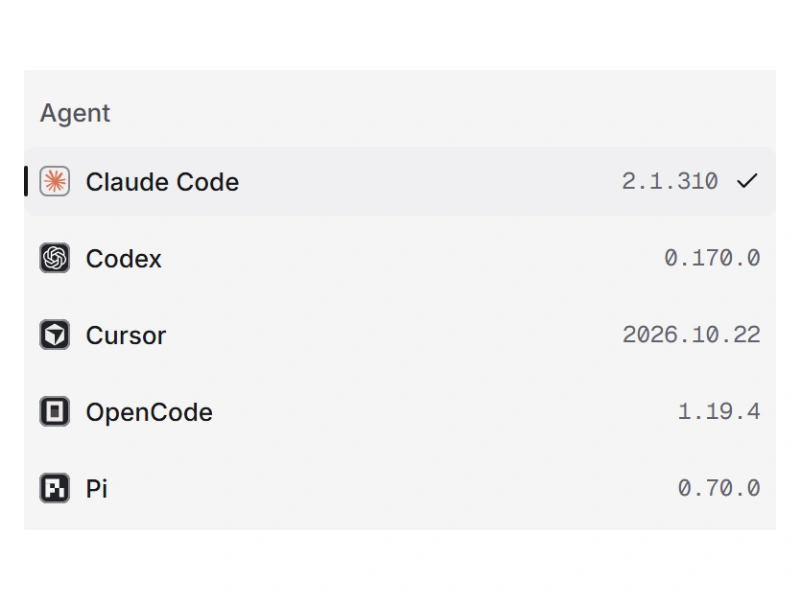 Agent
Claude Code 2.1.310
Codex 0.170.0
Cursor 2026.10.22
OpenCode 1.19.4
Pi 0.70.0